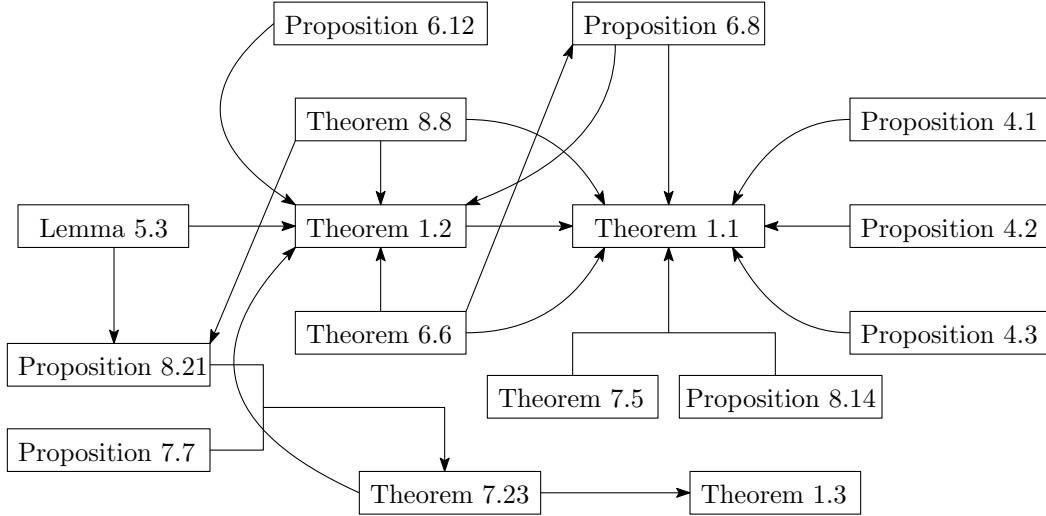 Proposition 6.12
Proposition 6.8
Theorem 8.8
Proposition 4.1
Lemma 5.3
Theorem 1.2
Theorem 1.1
Proposition 4.2
Theorem 6.6
Proposition 4.3
Proposition 8.21
Theorem 7.5
Proposition 8.14
Proposition 7.7
Theorem 7.23
Theorem 1.3